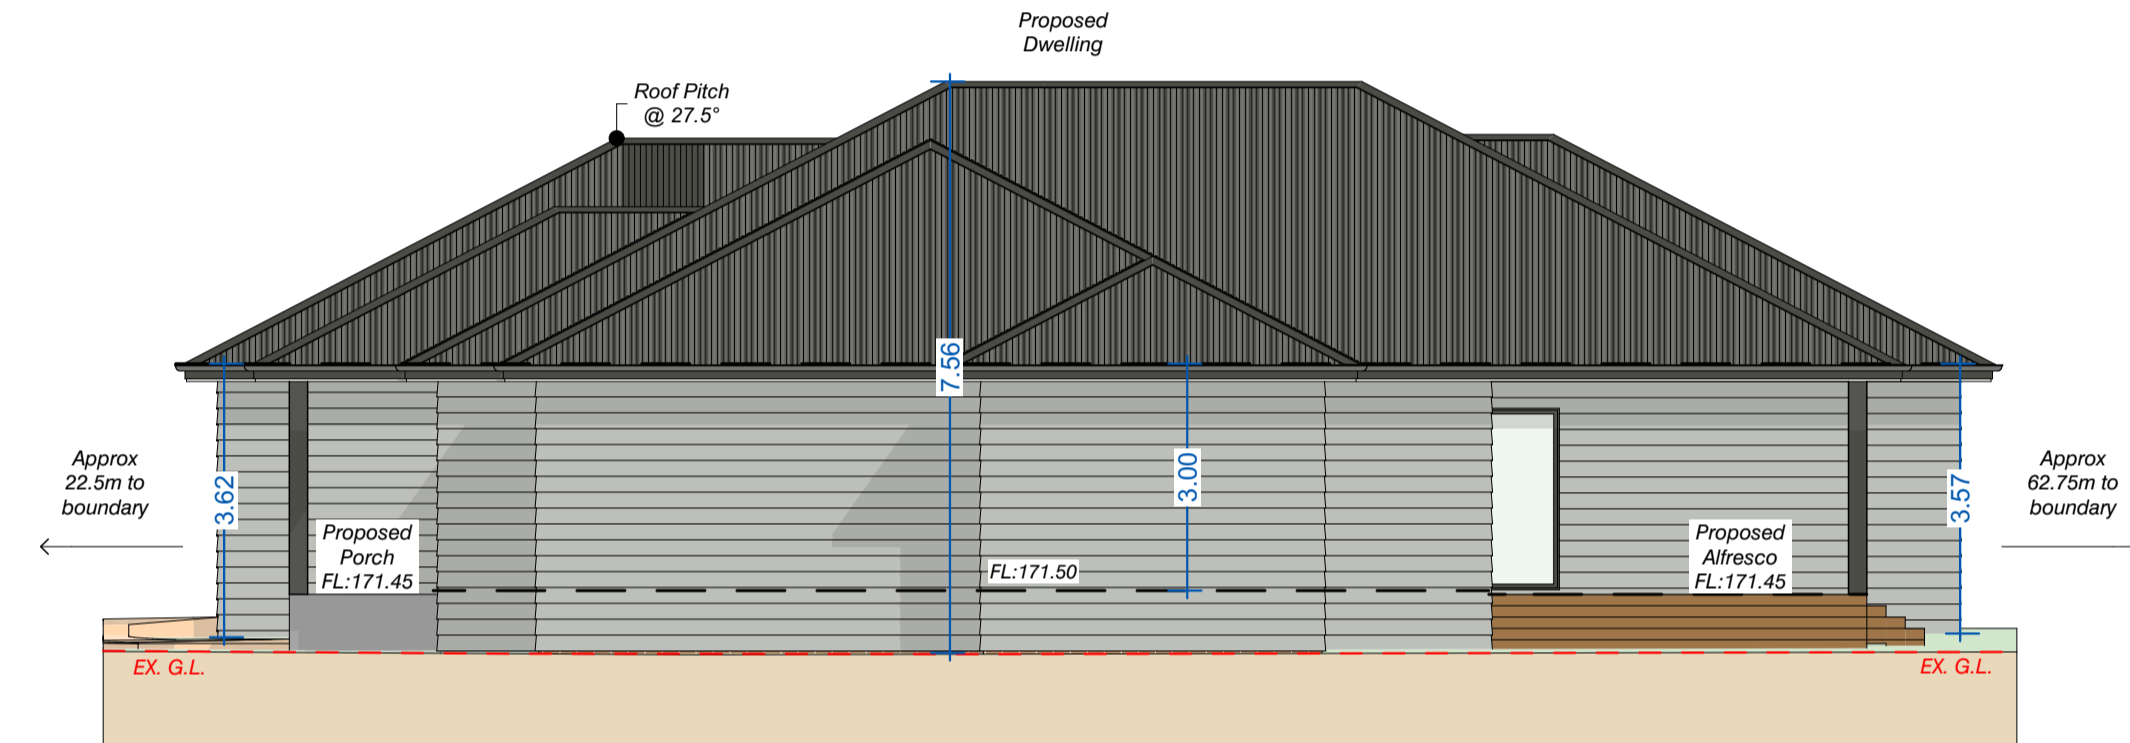 Proposed
Dwelling
Roof Pitch
@ 27.5°
7.56
Approx
22.5m to
boundary
3.62
3.00
3.57
Approx
62.75m to
boundary
Proposed
Porch
FL:171.45
FL:171.50
Proposed
Alfresco
FL:171.45
EX. G.L.
EX. G.L.